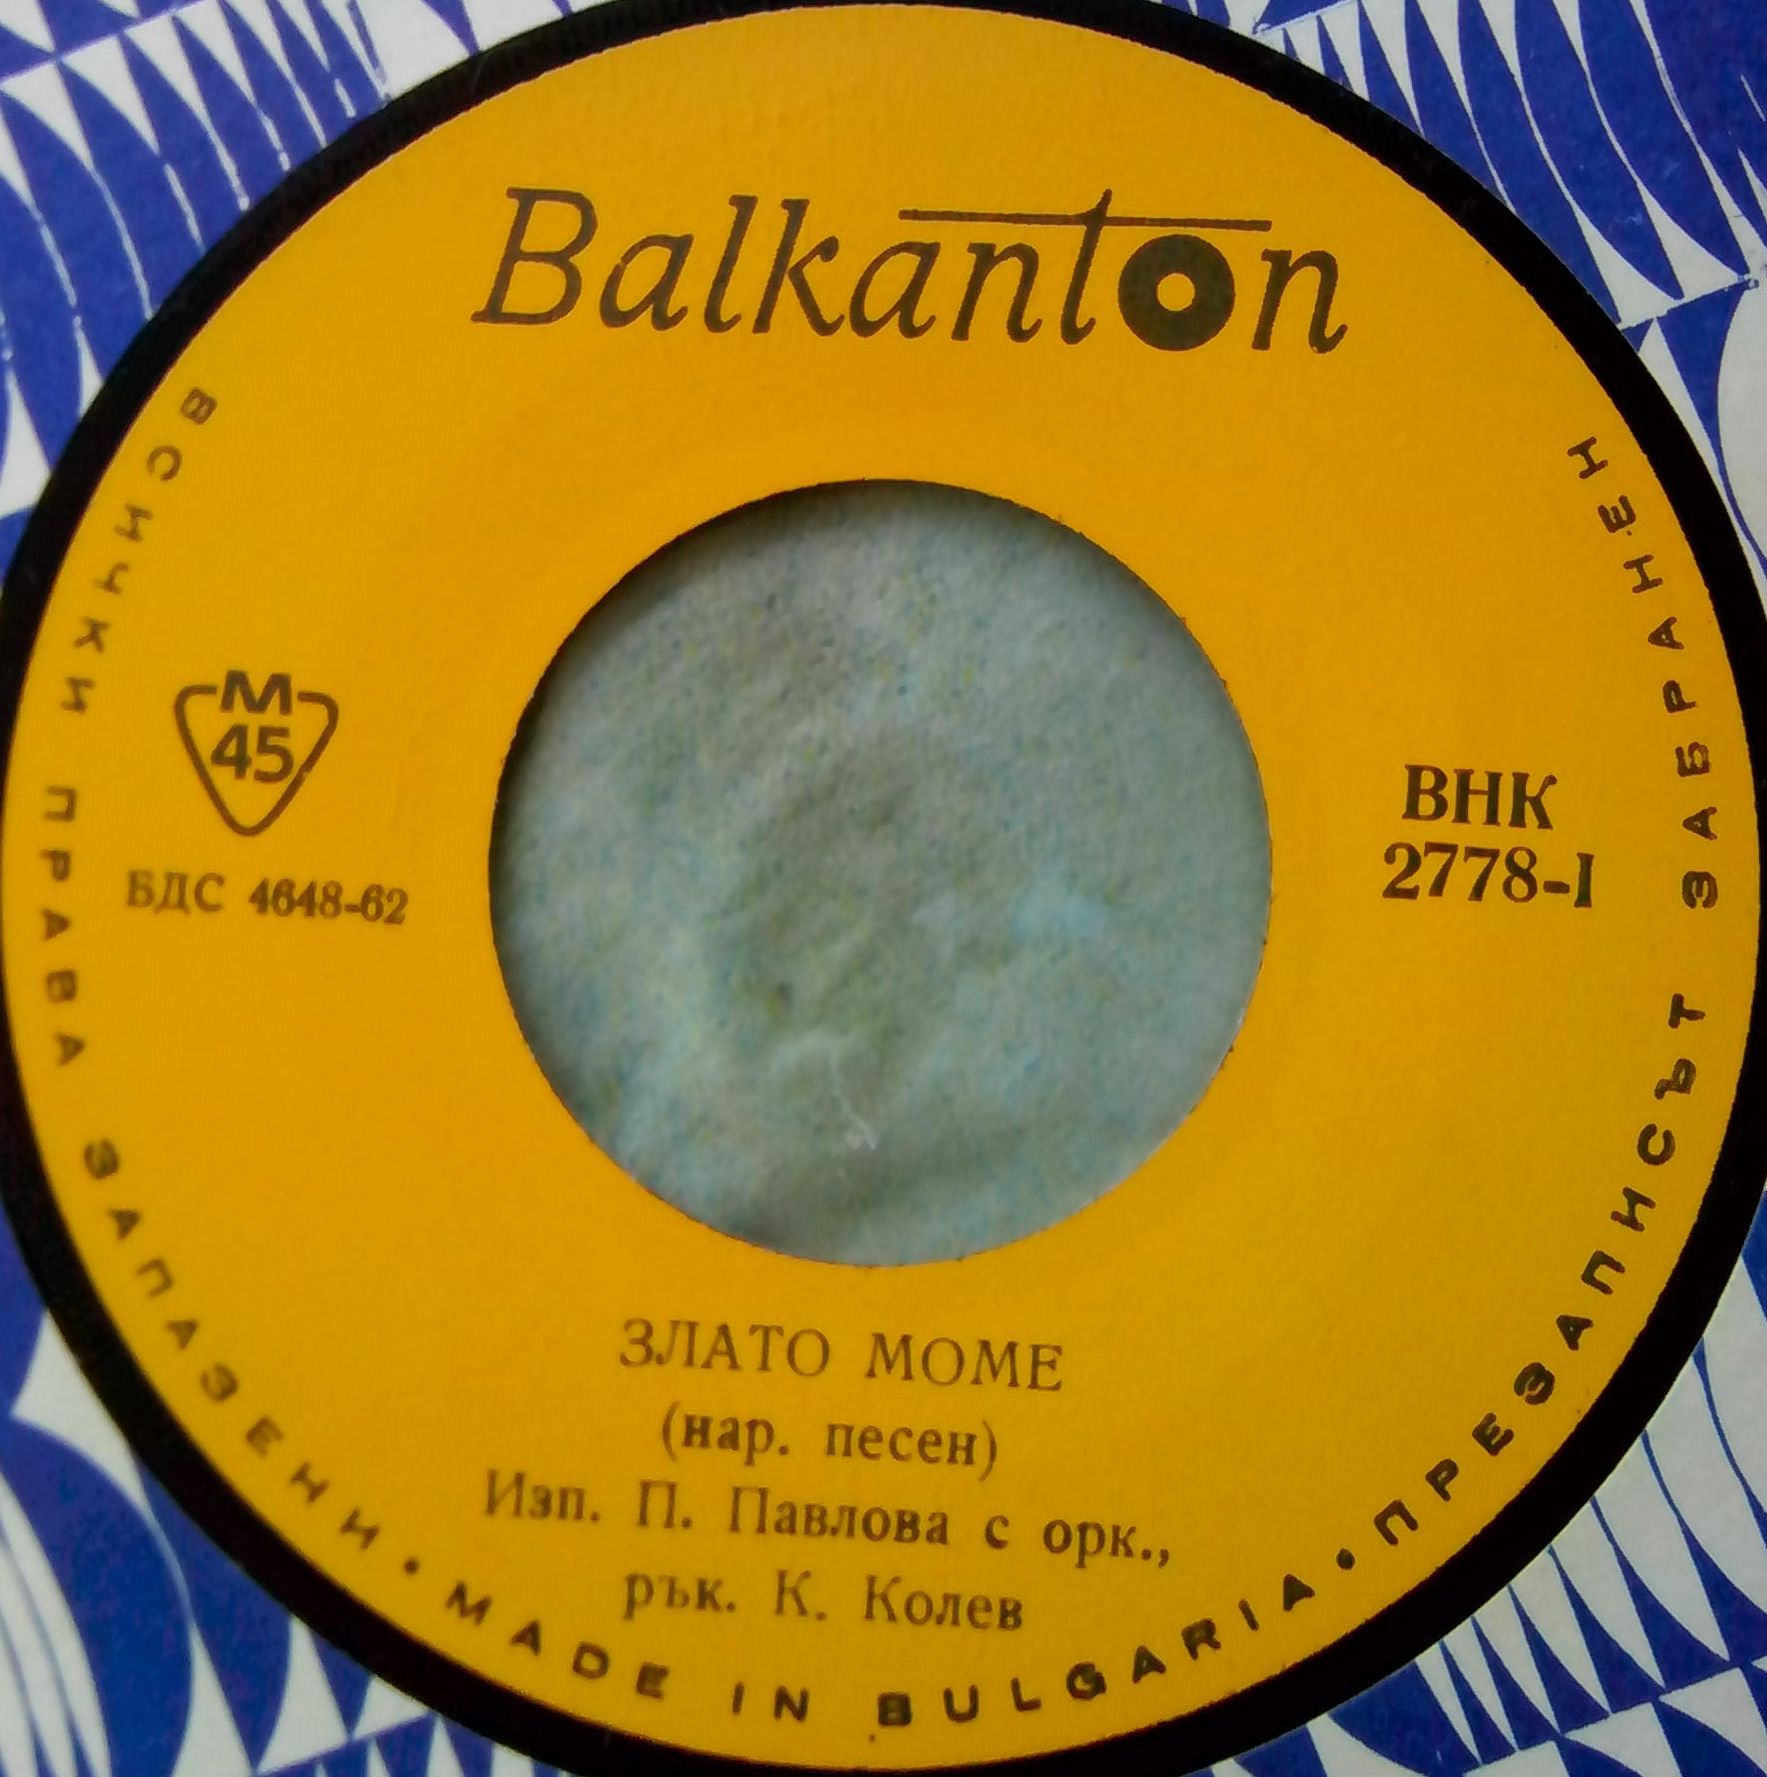 Balkanton
М
45
БДС 4648-62
ВНК
2778-I
ЗЛАТО МОМЕ
(нар. песен)
Изп. П. Павлова с орк.,
рък. К. Колев
ВСИЧКИ ПРАВА ЗАПАЗЕНИ • MADE IN BULGARIA • ПРЕЗАПИСЪТ ЗАБРАНЕН